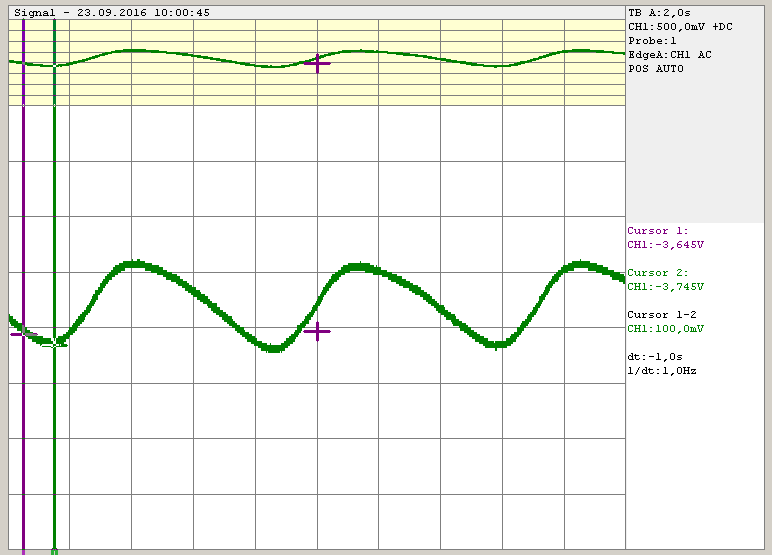 Signal - 23.09.2016 10:00:45
TB A:2,0s
CH1:500,0mV +DC
Probe:1
EdgeA:CH1 AC
POS AUTO
Cursor 1:
CH1:-3,645V
Cursor 2:
CH1:-3,745V
Cursor 1-2
CH1:100,0mV
dt:-1,0s
1/dt:1,0Hz